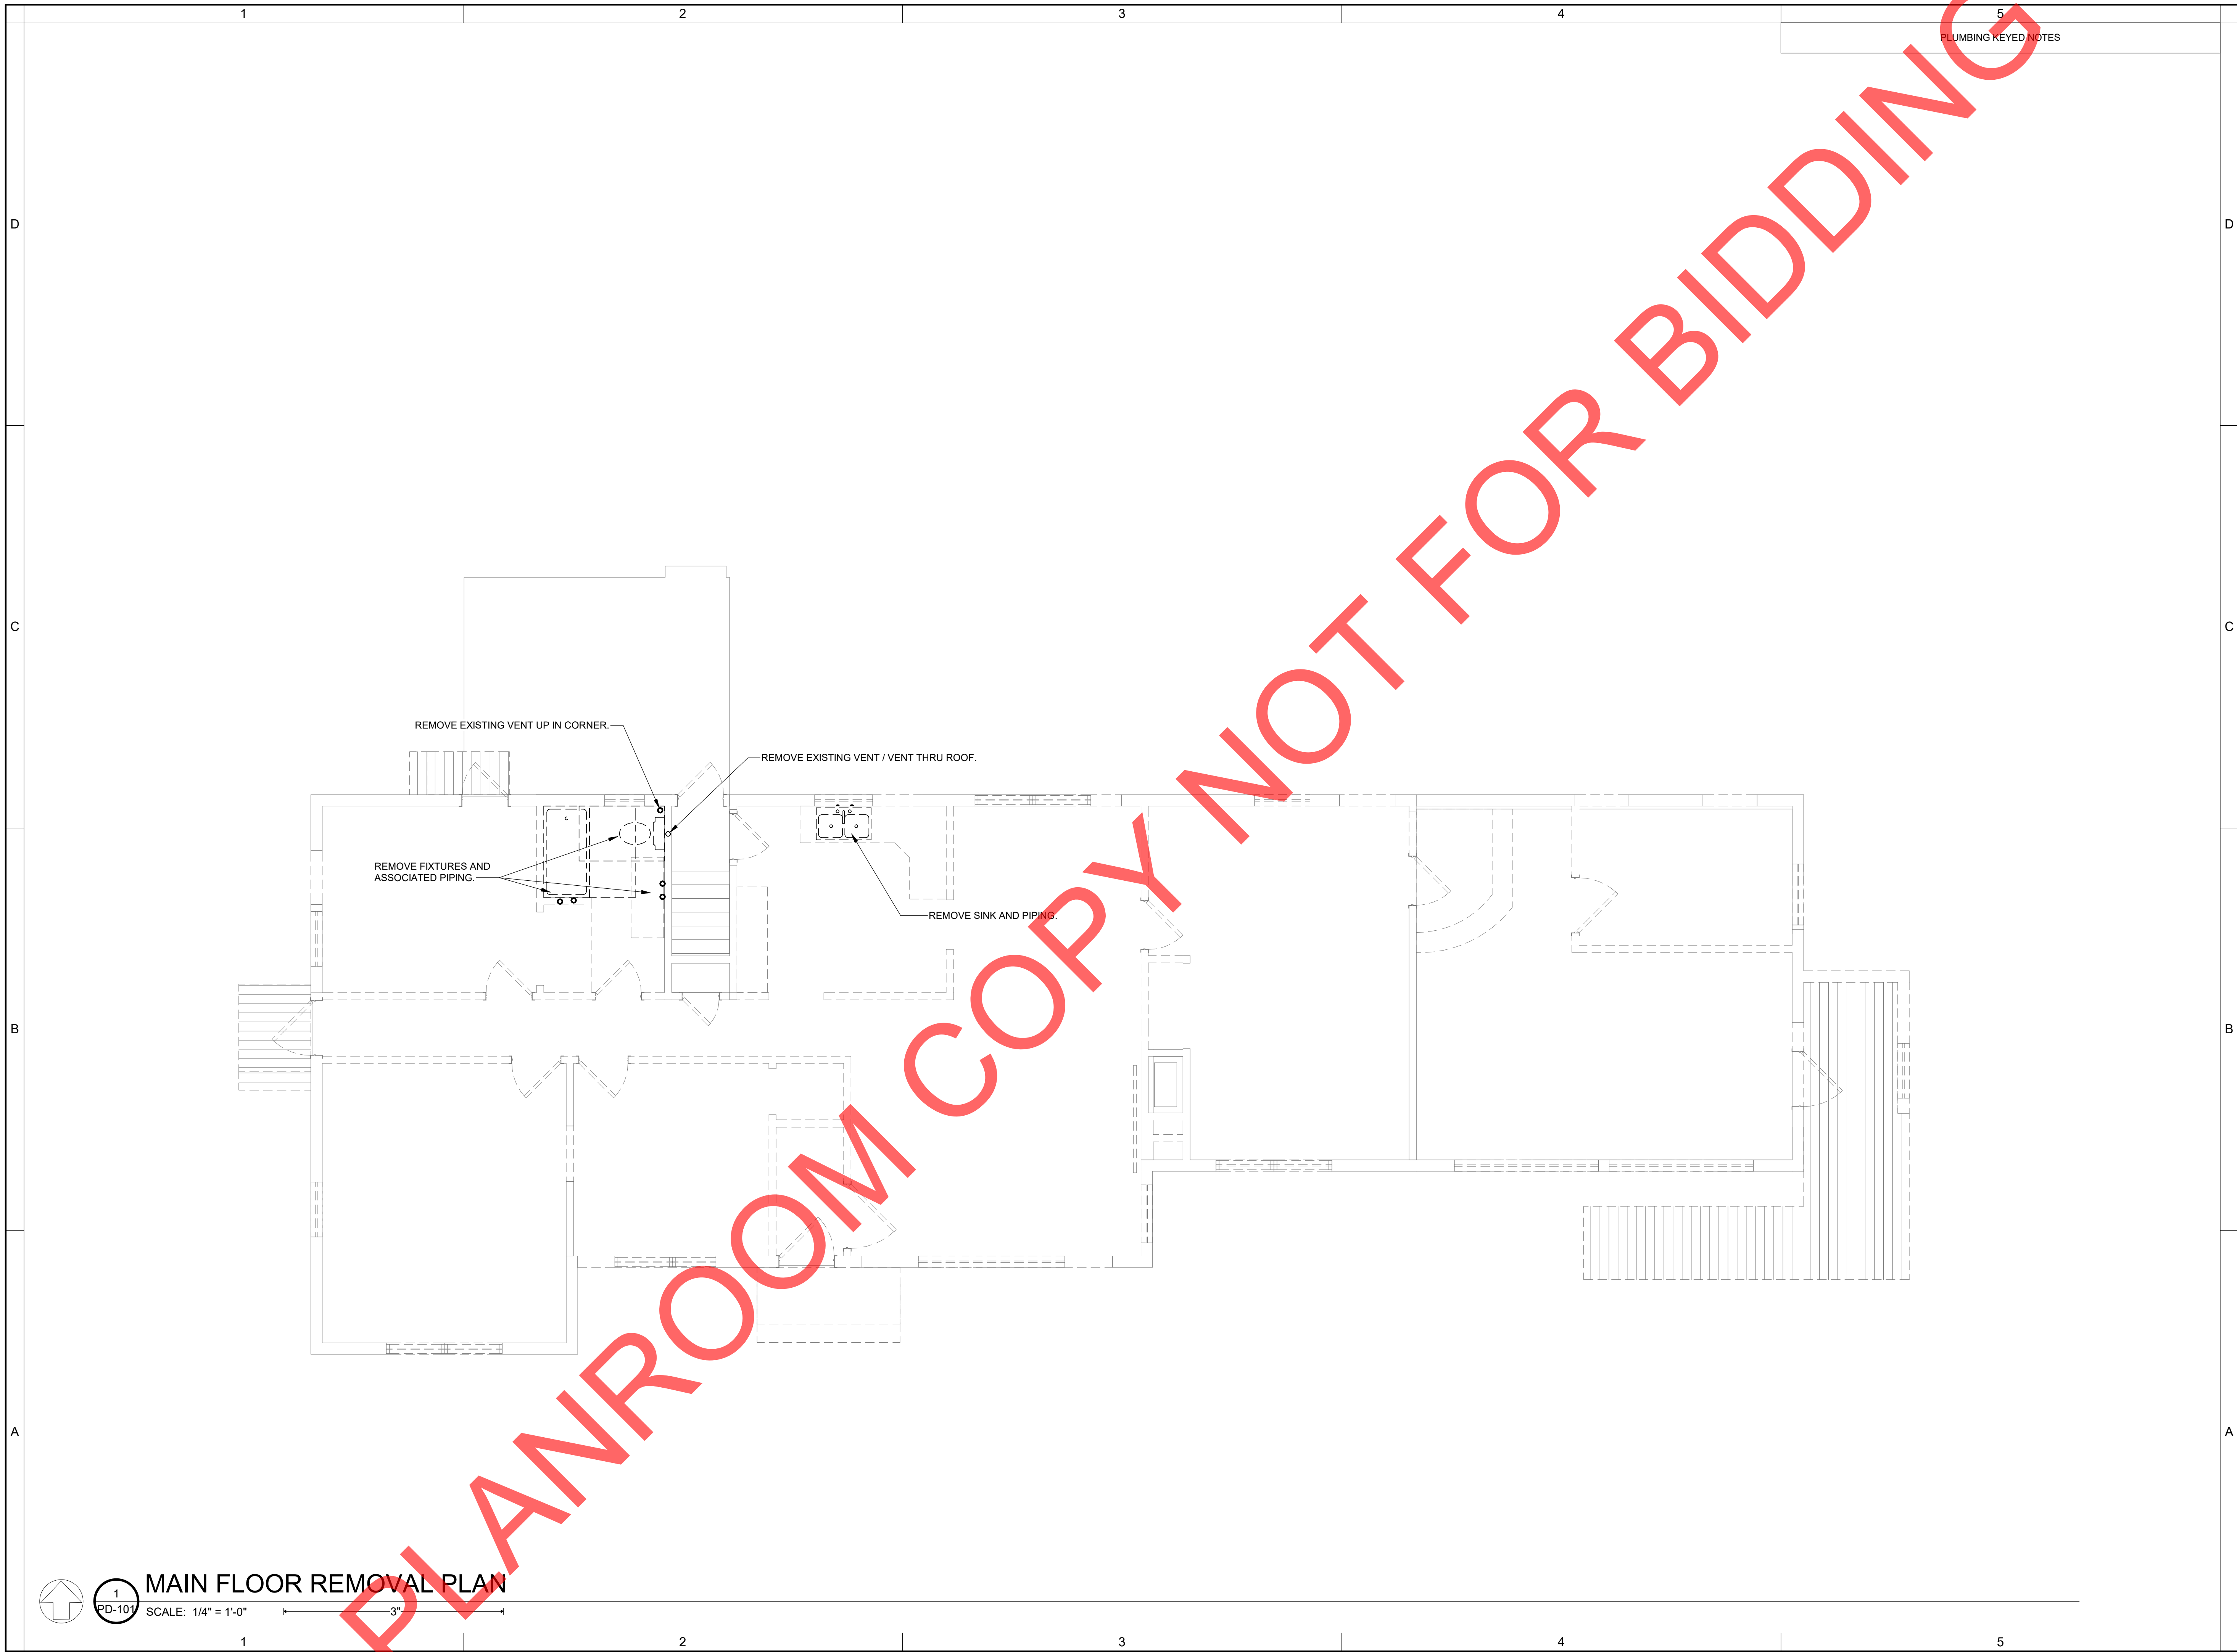 1 2 3 4 5
PLUMBING KEYED NOTES
D D
C C
REMOVE EXISTING VENT UP IN CORNER.
REMOVE EXISTING VENT / VENT THRU ROOF.
REMOVE FIXTURES AND
ASSOCIATED PIPING.
REMOVE SINK AND PIPING.
B B
A A
PLANROOM COPY NOT FOR BIDDING
1
PD-101
MAIN FLOOR REMOVAL PLAN
SCALE: 1/4" = 1'-0"
3"
1 2 3 4 5